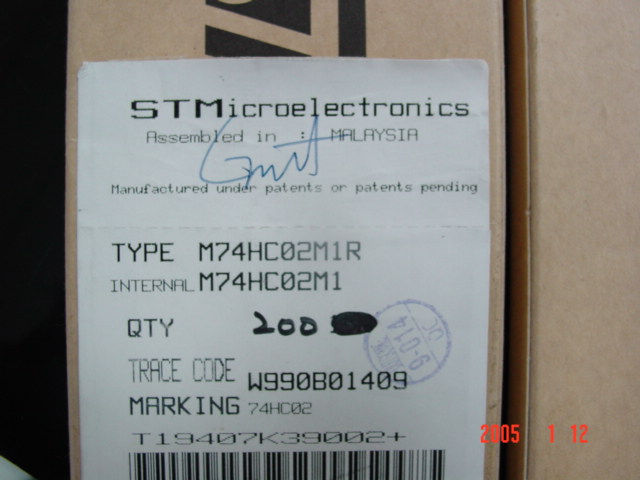 STMicroelectronics
Assembled in : MALAYSIA
Manufactured under patents or patents pending
TYPE M74HC02M1R
INTERNAL M74HC02M1
QTY 200
TRACE CODE W990B01409
MARKING 74HC02
T19407K39002+
2005 1 12